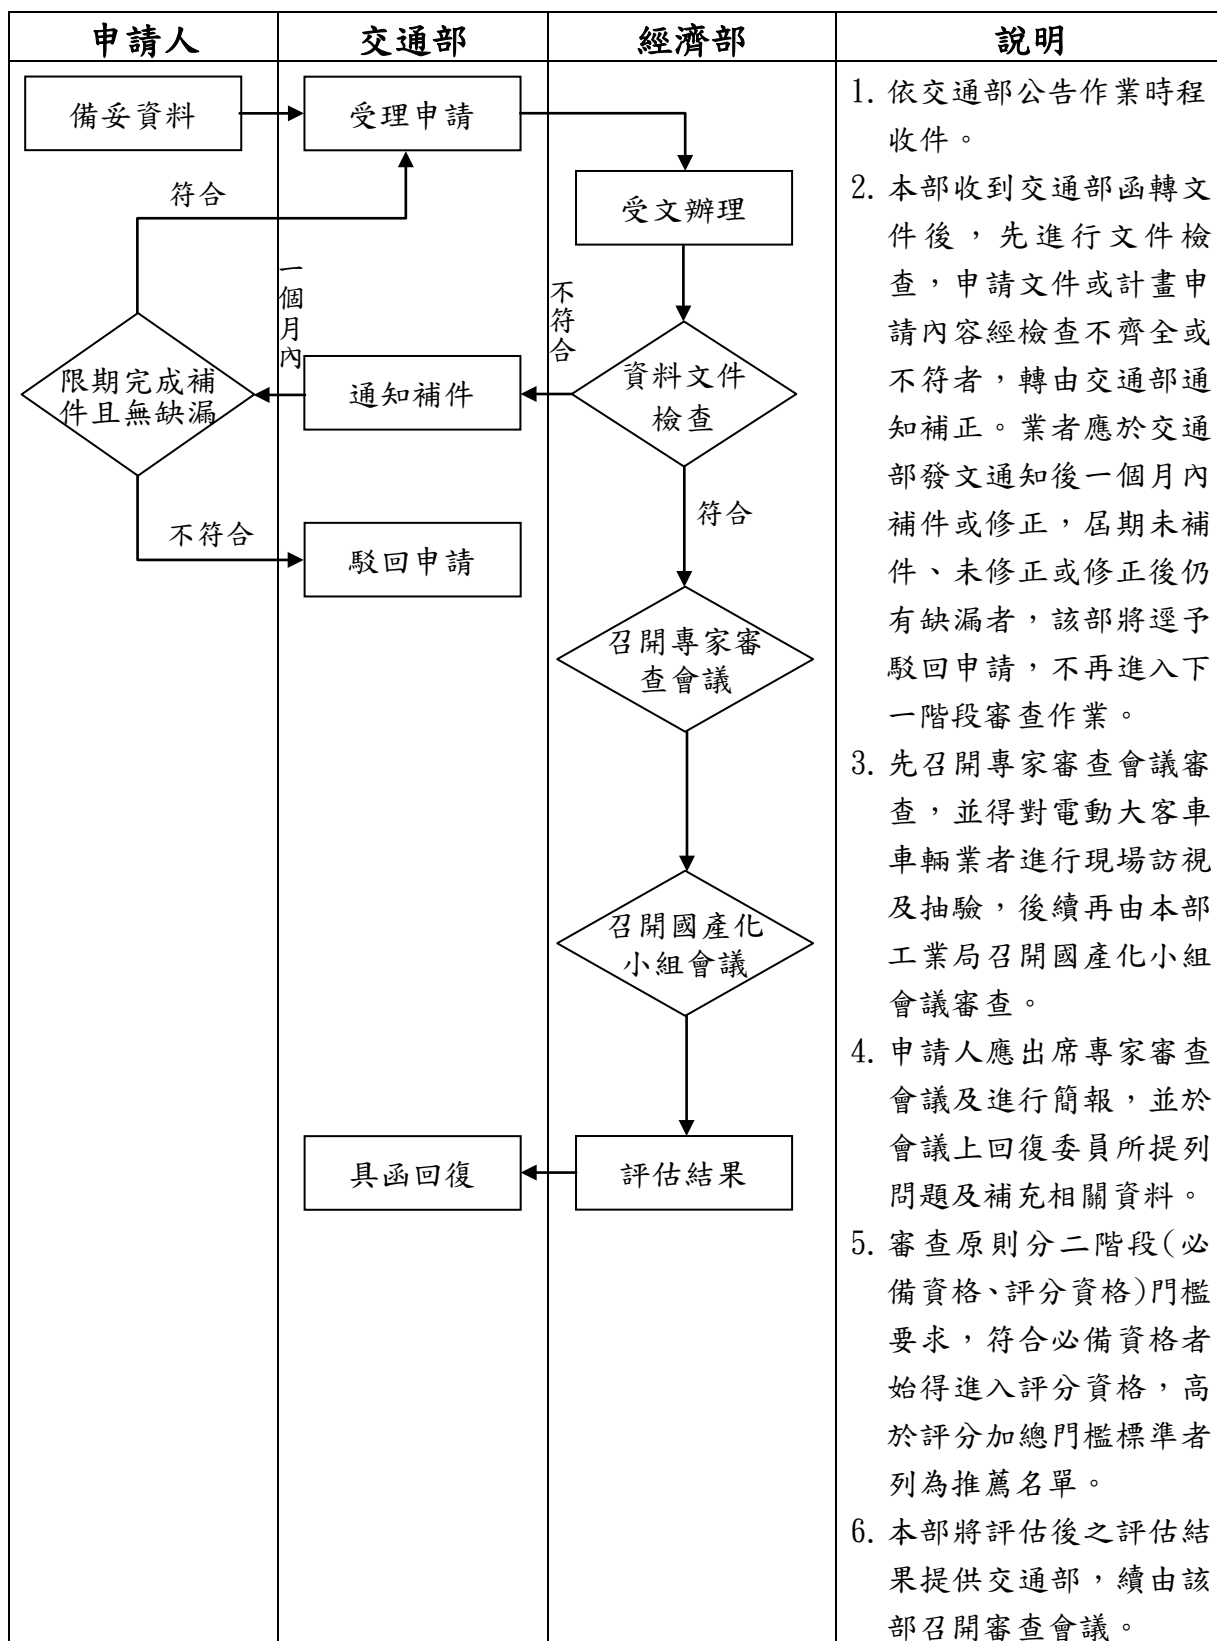 申請人
交通部
經濟部
說明
備妥資料
受理申請
符合
受文辦理
一個月內
不符合
限期完成補
件且無缺漏
通知補件
資料文件
檢查
符合
不符合
駁回申請
召開專家審
查會議
召開國產化
小組會議
具函回復
評估結果
1. 依交通部公告作業時程
收件。
2. 本部收到交通部函轉文
件後，先進行文件檢
查，申請文件或計畫申
請內容經檢查不齊全或
不符者，轉由交通部通
知補正。業者應於交通
部發文通知後一個月內
補件或修正，屆期未補
件、未修正或修正後仍
有缺漏者，該部將逕予
駁回申請，不再進入下
一階段審查作業。
3. 先召開專家審查會議審
查，並得對電動大客車
車輛業者進行現場訪視
及抽驗，後續再由本部
工業局召開國產化小組
會議審查。
4. 申請人應出席專家審查
會議及進行簡報，並於
會議上回復委員所提列
問題及補充相關資料。
5. 審查原則分二階段(必
備資格、評分資格)門檻
要求，符合必備資格者
始得進入評分資格，高
於評分加總門檻標準者
列為推薦名單。
6. 本部將評估後之評估結
果提供交通部，續由該
部召開審查會議。